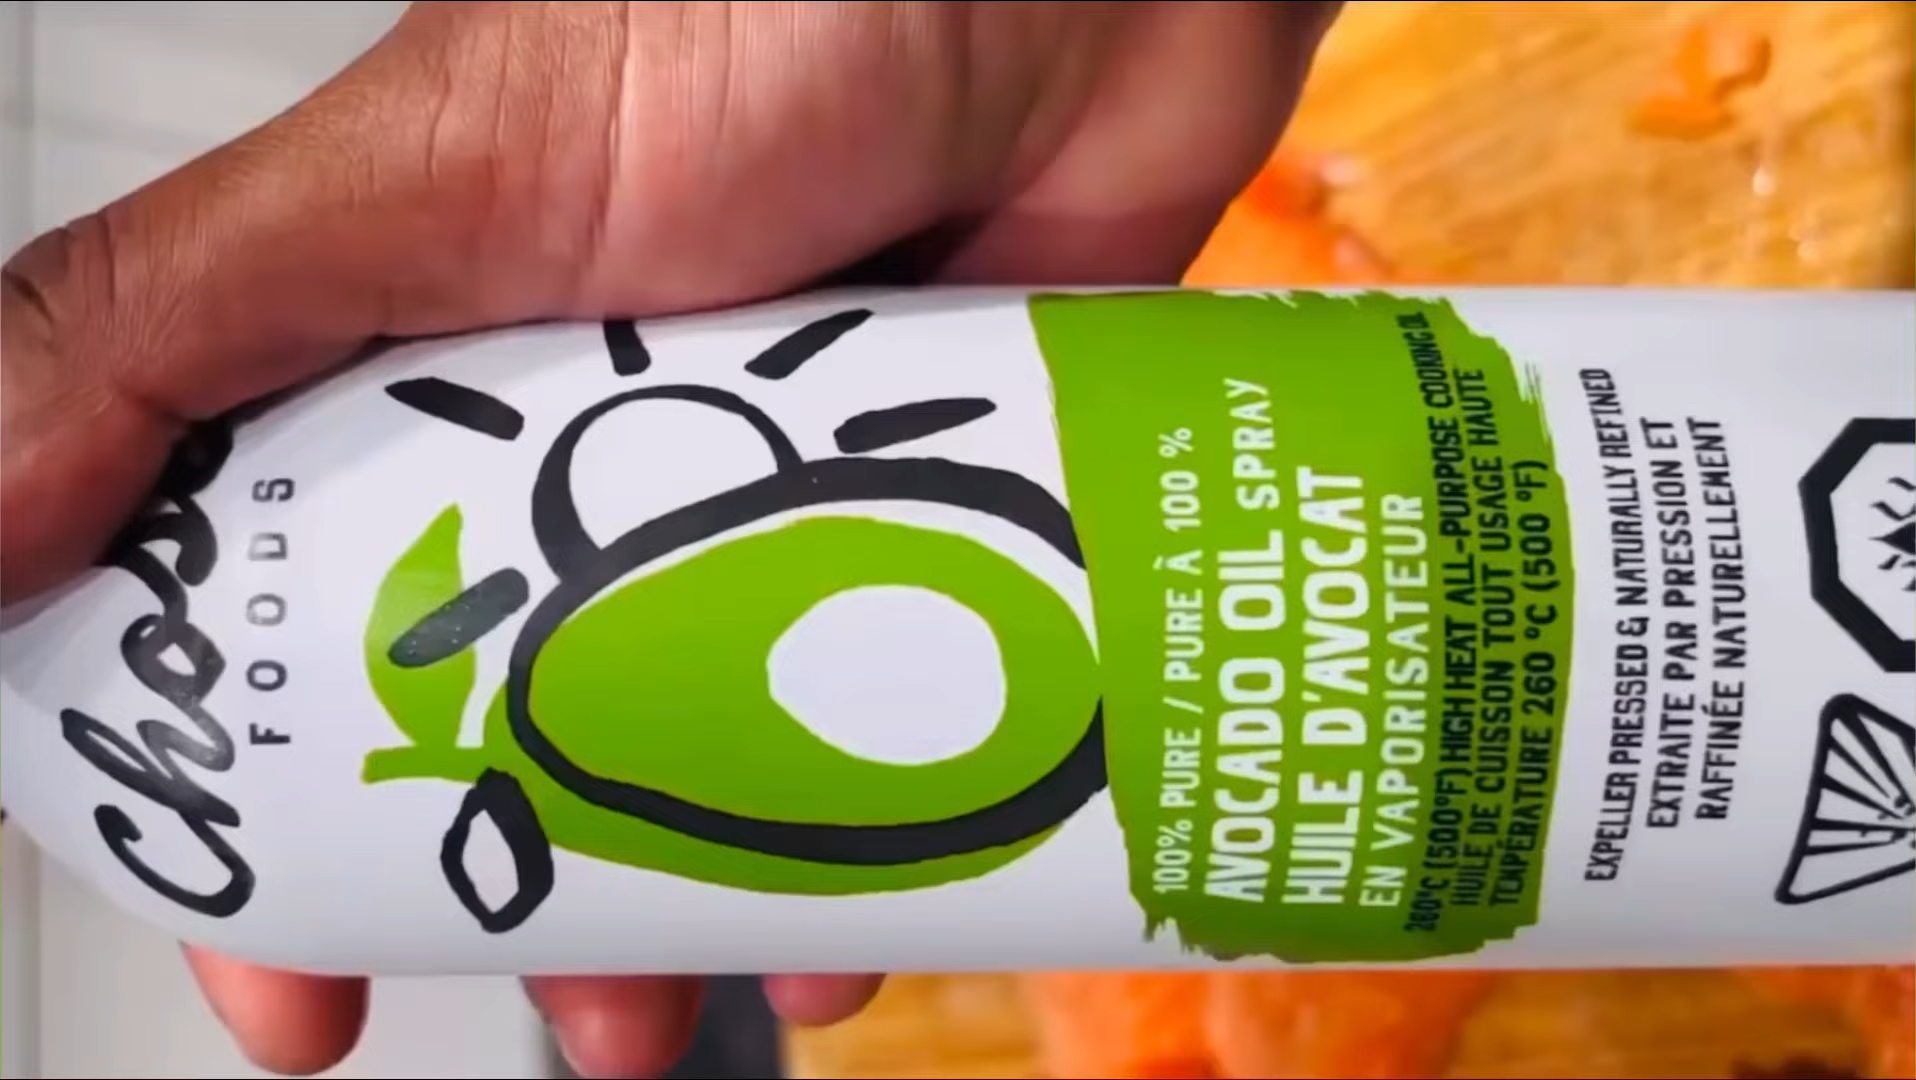 Chosen
FOODS
100% PURE / PURE À 100 %
AVOCADO OIL SPRAY
HUILE D'AVOCAT
EN VAPORISATEUR
260°C (500°F) HIGH HEAT ALL-PURPOSE COOKING OIL
HUILE DE CUISSON TOUT USAGE HAUTE
TEMPÉRATURE 260 °C (500 °F)
EXPELLER PRESSED & NATURALLY REFINED
EXTRAITE PAR PRESSION ET
RAFFINÉE NATURELLEMENT